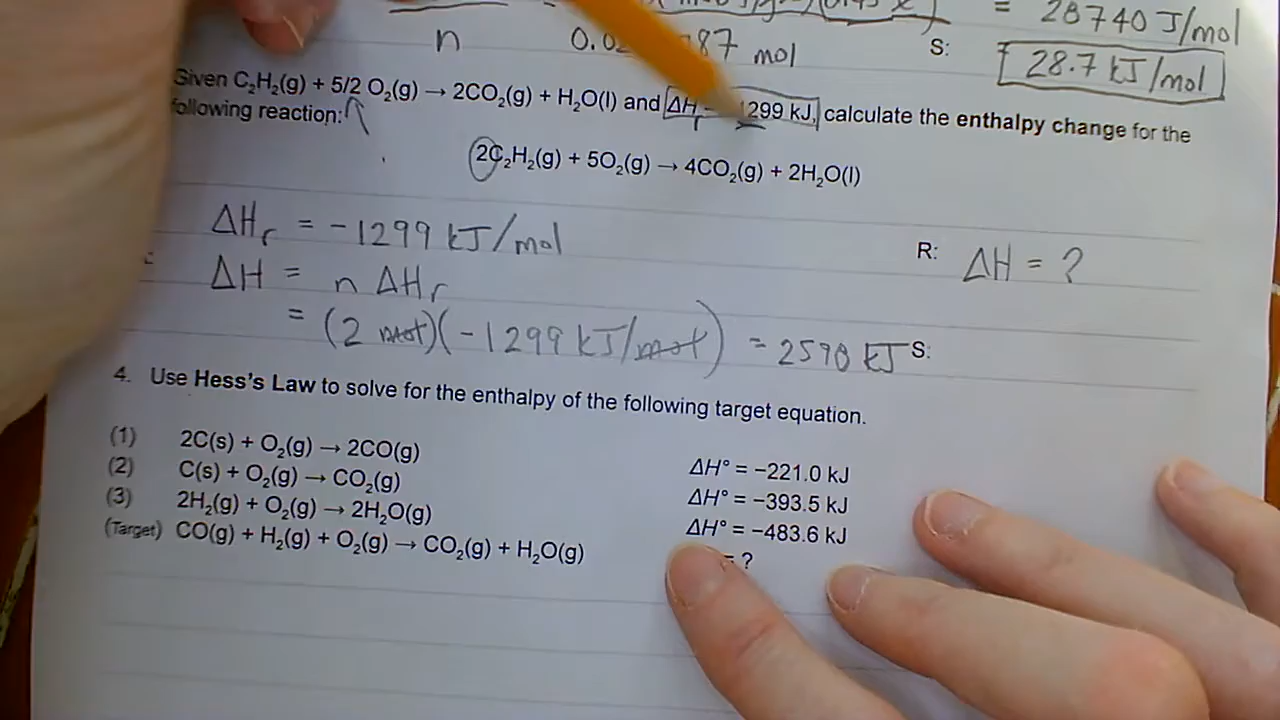 = 28740 J/mol
n mol
S: 28.7 kJ/mol
Given C₂H₂(g) + 5/2 O₂(g) → 2CO₂(g) + H₂O(l) and ΔH 1299 kJ, calculate the enthalpy change for the
following reaction:
2C₂H₂(g) + 5O₂(g) → 4CO₂(g) + 2H₂O(l)
ΔHr = -1299 kJ/mol
R: ΔH = ?
ΔH = n ΔHr
= (2 mol)(-1299 kJ/mol) = 2598 kJ S:
4. Use Hess's Law to solve for the enthalpy of the following target equation.
(1) 2C(s) + O₂(g) → 2CO(g) ΔH° = −221.0 kJ
(2) C(s) + O₂(g) → CO₂(g) ΔH° = −393.5 kJ
(3) 2H₂(g) + O₂(g) → 2H₂O(g) ΔH° = −483.6 kJ
(Target) CO(g) + H₂(g) + O₂(g) → CO₂(g) + H₂O(g) = ?